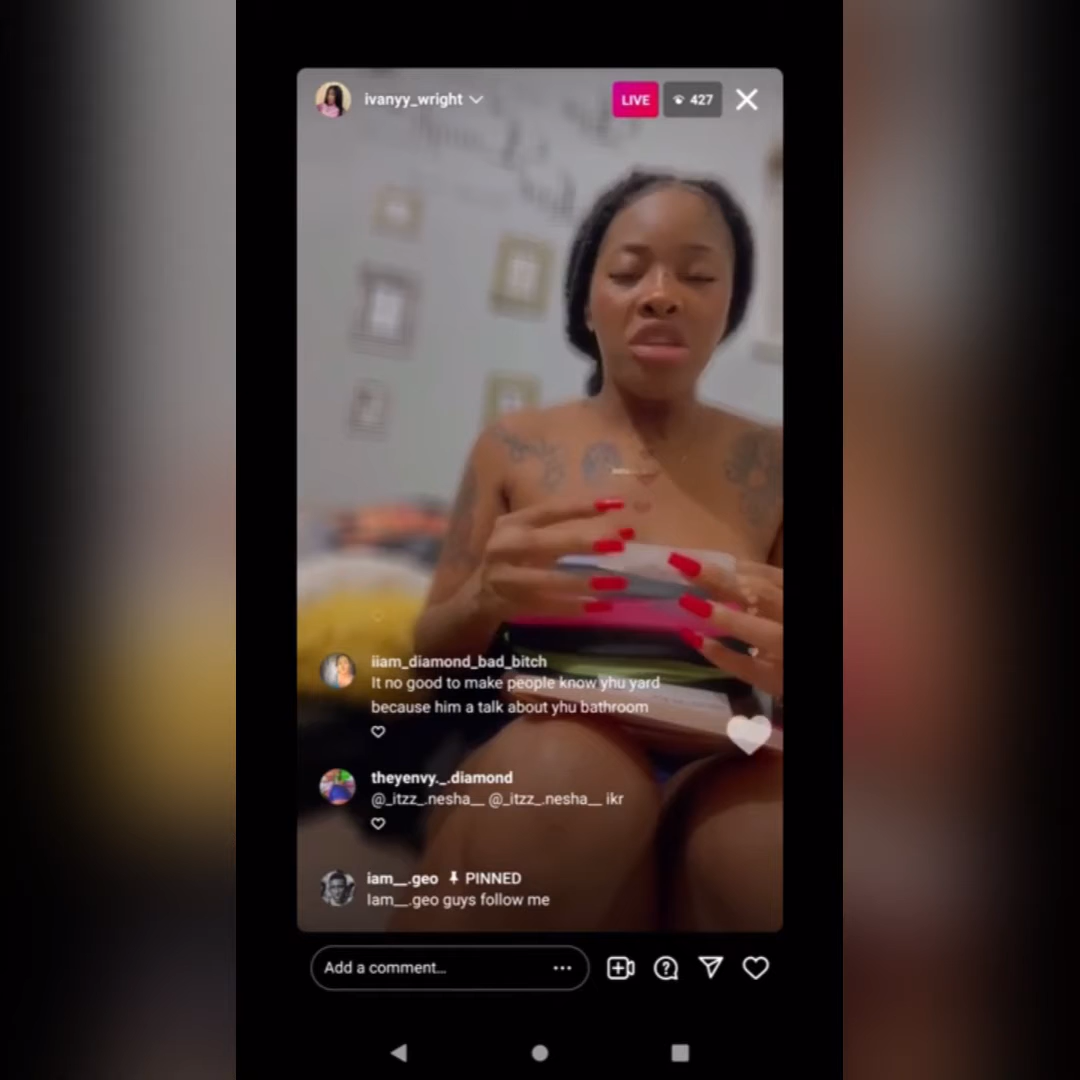 ivanyy_wright
LIVE
427
iiam_diamond_bad_bitch
It no good to make people know yhu yard
because him a talk about yhu bathroom
theyenvy._.diamond
@_itzz_.nesha__ @_itzz_.nesha__ ikr
iam__.geo PINNED
Iam__.geo guys follow me
Add a comment...